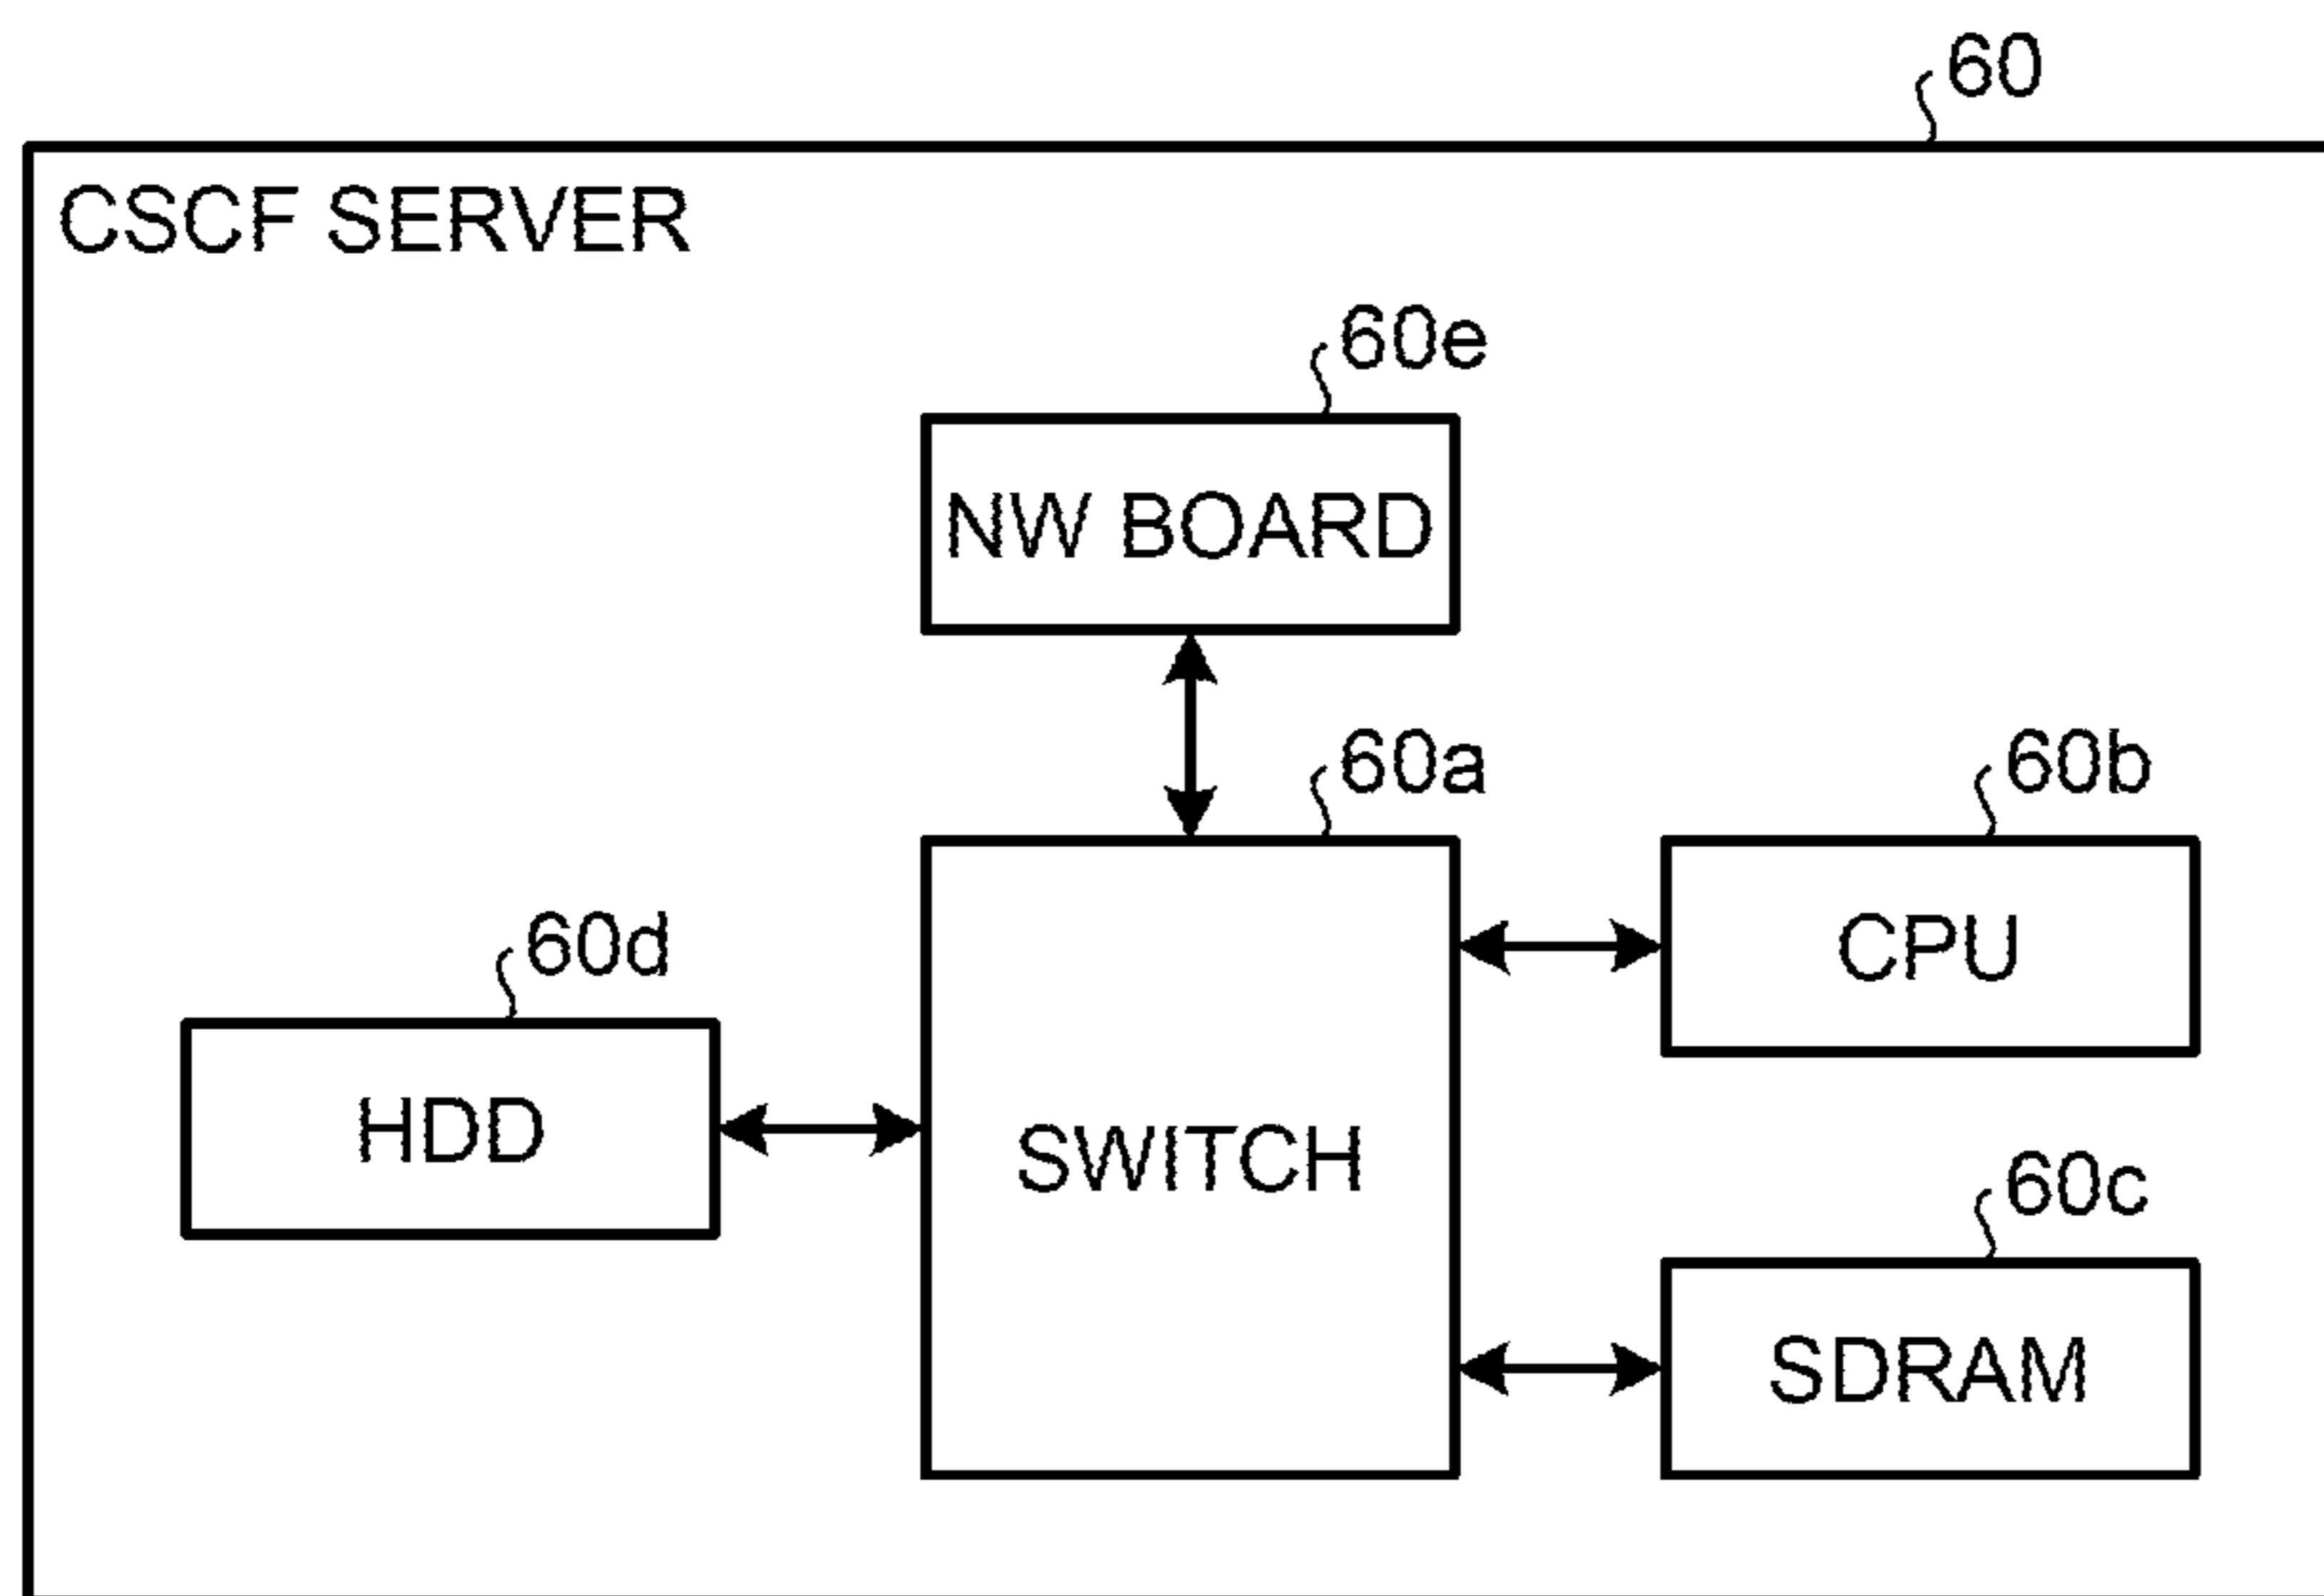 60
CSCF SERVER
60e
NW BOARD
60a
60b
CPU
60d
HDD
SWITCH
60c
SDRAM